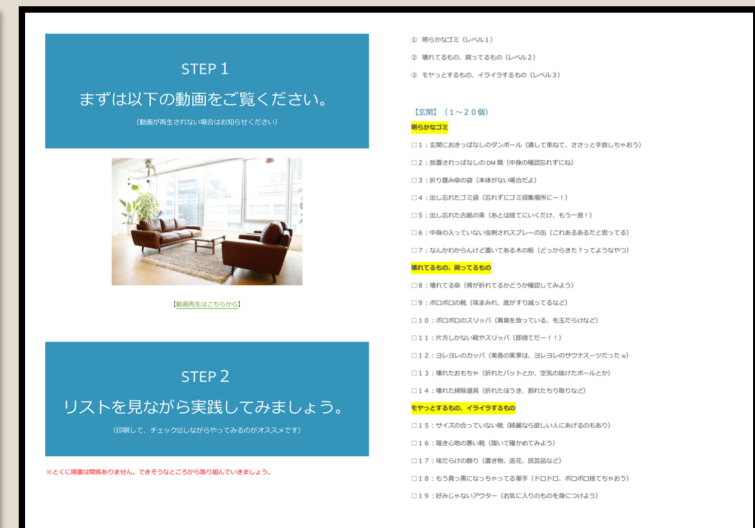 STEP 1
まずは以下の動画をご覧ください。
（動画が再生されない場合はお知らせください）
【動画再生はこちらから】
STEP 2
リストを見ながら実践してみましょう。
（印刷して、チェック☑しながらやってみるのがオススメです）
※とくに順番は関係ありません。できそうなところから取り組んでいきましょう。
① 明らかなゴミ（レベル１）
② 壊れてるもの、腐ってるもの（レベル２）
③ モヤっとするもの、イライラするもの（レベル３）
【玄関】（１～２０個）
明らかなゴミ
□１：玄関におきっぱなしのダンボール（潰して束ねて、ささっと手放しちゃおう）
□２：放置されっぱなしの DM 類（中身の確認忘れずにね）
□３：折り畳み傘の袋（本体がない場合だよ）
□４：出し忘れたゴミ袋（忘れずにゴミ収集場所にー！）
□５：出し忘れた古紙の束（あとは捨てにいくだけ、もう一息！）
□６：中身の入っていない虫刺されスプレーの缶（これあるあるだと思ってる）
□７：なんかわからんけど置いてある木の板（どっからきた？ってようなやつ）
壊れてるもの、腐ってるもの
□８：壊れてる傘（骨が折れてるかどうか確認してみよう）
□９：ボロボロの靴（埃まみれ、底がすり減ってるなど）
□１０：ボロボロのスリッパ（異臭を放っている、毛玉だらけなど）
□１１：片方しかない靴やスリッパ（即捨てだー！！）
□１２：ヨレヨレのカッパ（美香の実家は、ヨレヨレのサウナスーツだった w）
□１３：壊れたおもちゃ（折れたバットとか、空気の抜けたボールとか）
□１４：壊れた掃除道具（折れたほうき、割れたちり取りなど）
モヤっとするもの、イライラするもの
□１５：サイズの合っていない靴（綺麗なら欲しい人にあげるのもあり）
□１６：履き心地の悪い靴（履いて確かめてみよう）
□１７：埃だらけの飾り（置き物、造花、民芸品など）
□１８：もう真っ黒になっちゃってる軍手（ドロドロ、ボロボロ捨てちゃおう）
□１９：好みじゃないアウター（お気に入りのものを身につけよう）